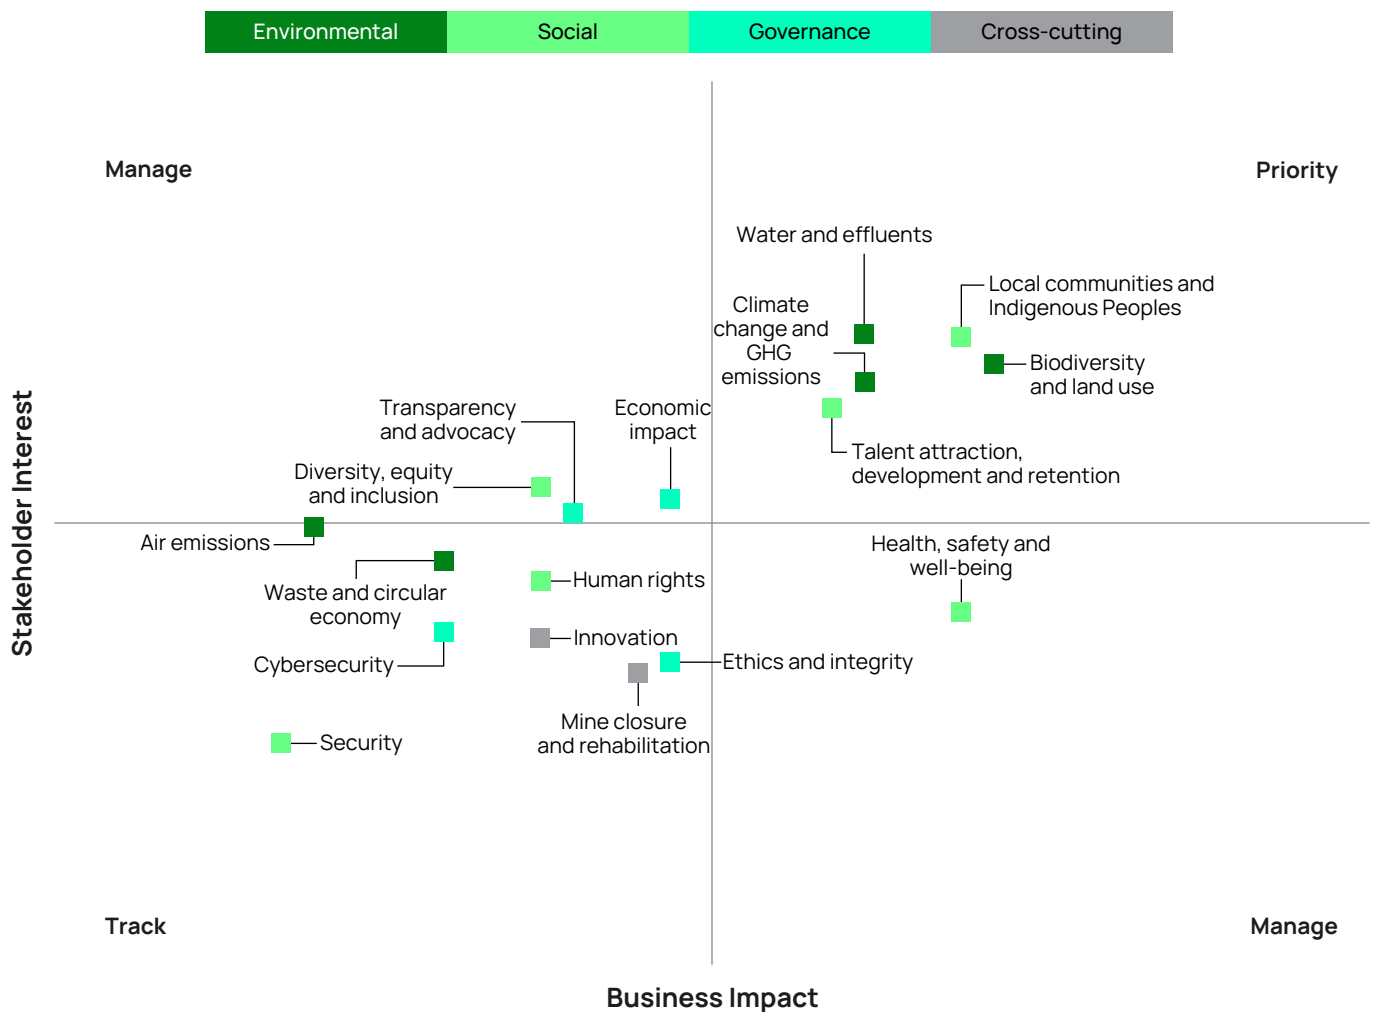 Environmental
Social
Governance
Cross-cutting
Manage
Priority
Water and effluents
Local communities and
Indigenous Peoples
Climate
change and
GHG
emissions
Biodiversity
and land use
Transparency
and advocacy
Economic
impact
Talent attraction,
development and retention
Diversity, equity
and inclusion
Stakeholder Interest
Air emissions
Health, safety and
well-being
Waste and circular
economy
Human rights
Innovation
Cybersecurity
Ethics and integrity
Mine closure
and rehabilitation
Security
Track
Manage
Business Impact